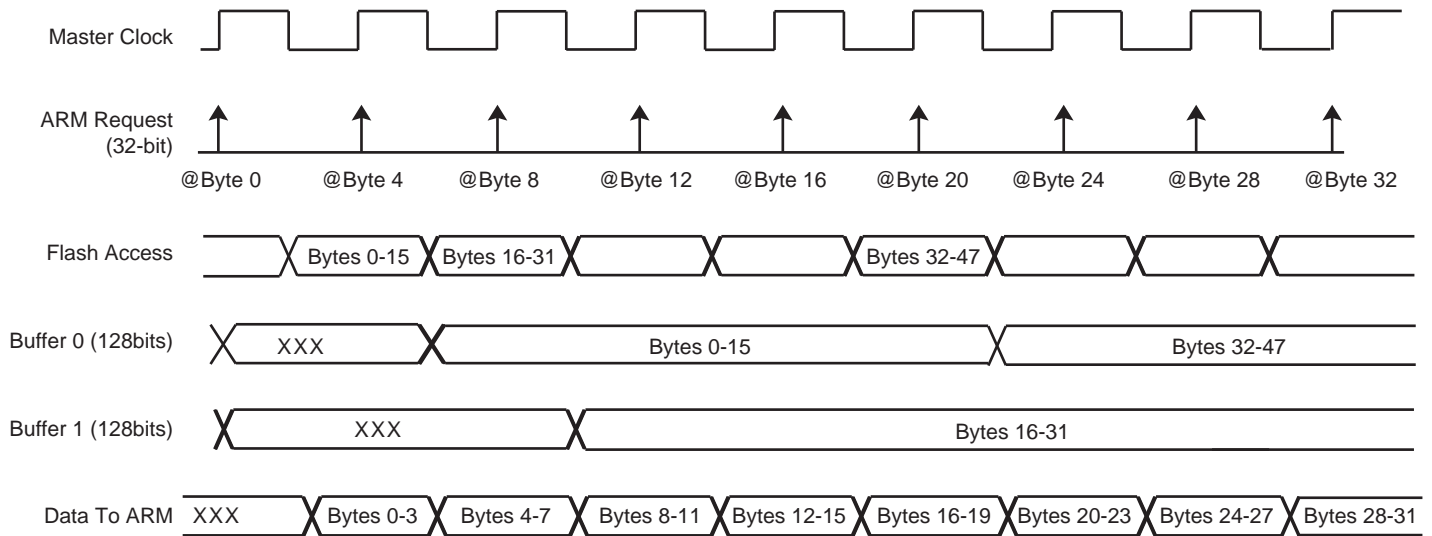 Master Clock
ARM Request
(32-bit)
@Byte 0 @Byte 4 @Byte 8 @Byte 12 @Byte 16 @Byte 20 @Byte 24 @Byte 28 @Byte 32
Flash Access Bytes 0-15 Bytes 16-31 Bytes 32-47
Buffer 0 (128bits) XXX Bytes 0-15 Bytes 32-47
Buffer 1 (128bits) XXX Bytes 16-31
Data To ARM XXX Bytes 0-3 Bytes 4-7 Bytes 8-11 Bytes 12-15 Bytes 16-19 Bytes 20-23 Bytes 24-27 Bytes 28-31